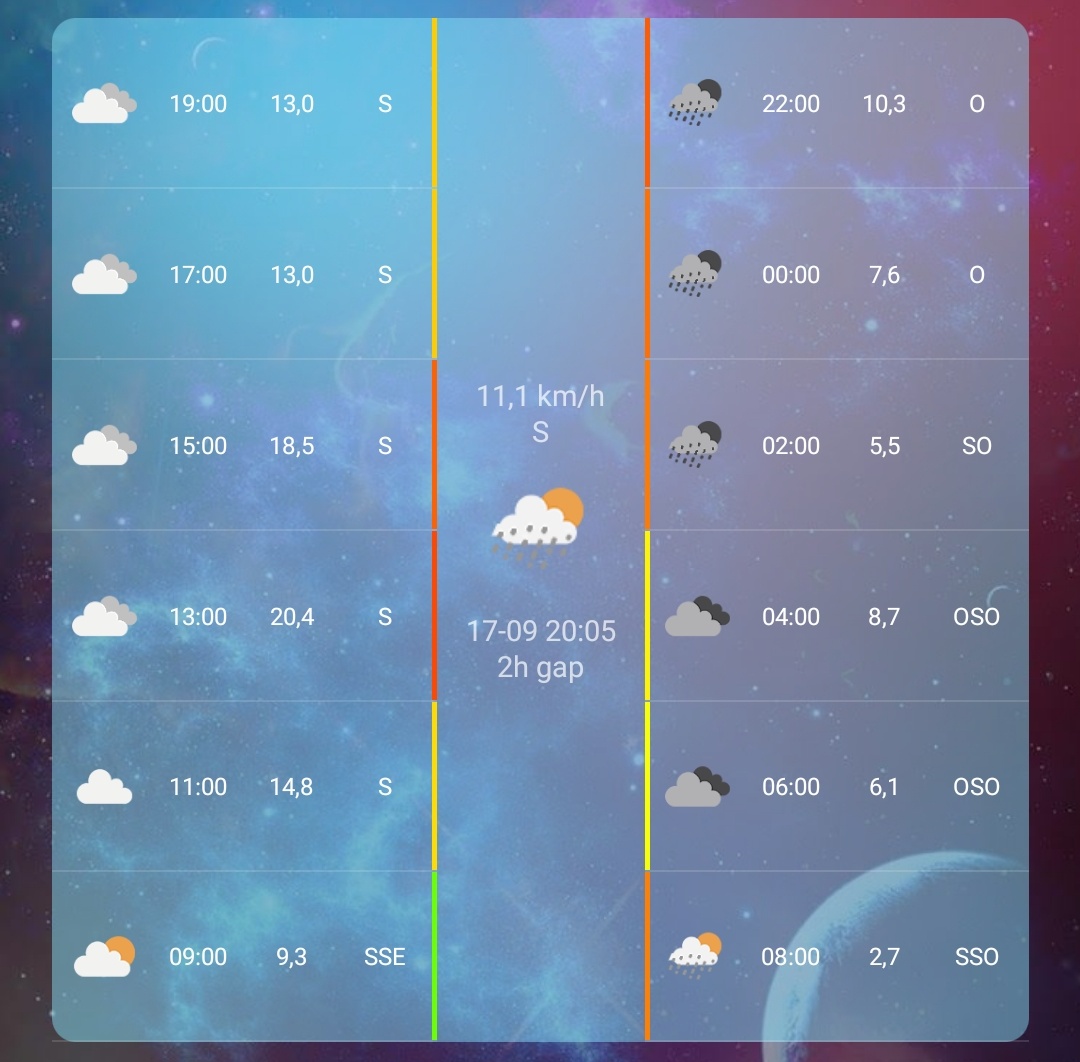 19:00 13,0 S
17:00 13,0 S
15:00 18,5 S
13:00 20,4 S
11:00 14,8 S
09:00 9,3 SSE
11,1 km/h
S
17-09 20:05
2h gap
22:00 10,3 O
00:00 7,6 O
02:00 5,5 SO
04:00 8,7 OSO
06:00 6,1 OSO
08:00 2,7 SSO